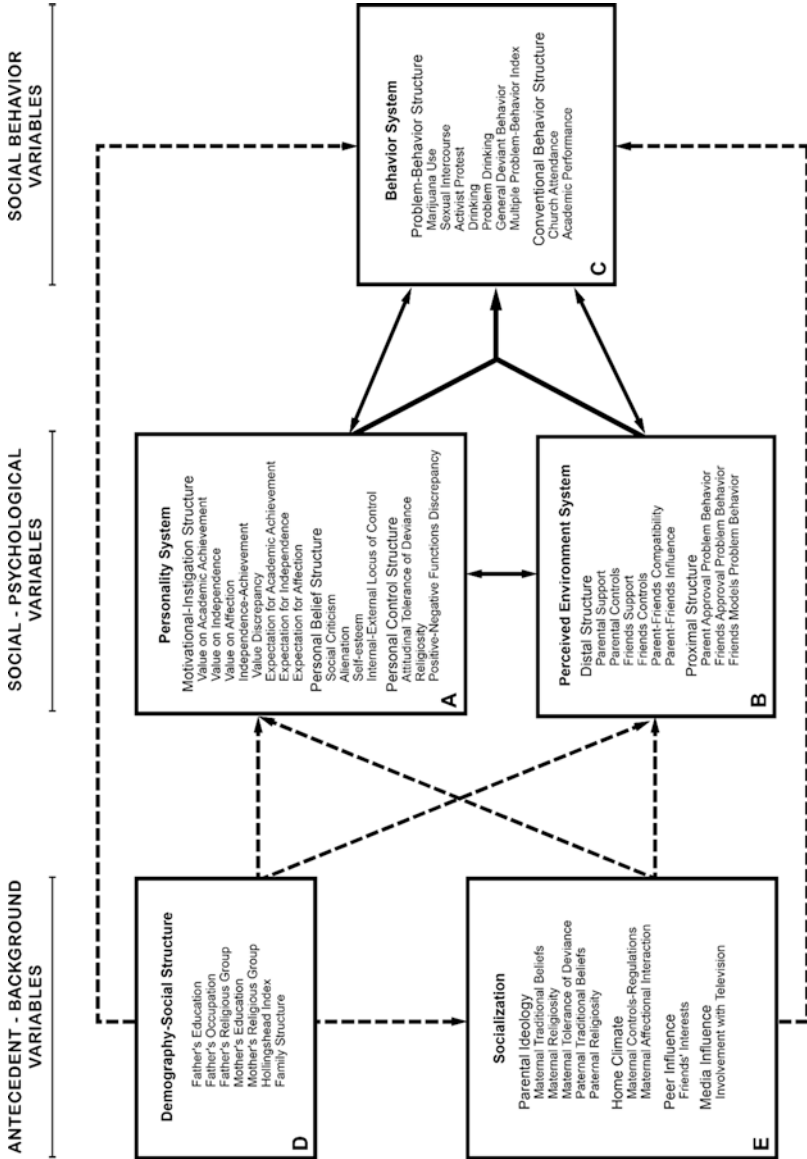 ANTECEDENT - BACKGROUND
VARIABLES
SOCIAL - PSYCHOLOGICAL
VARIABLES
SOCIAL BEHAVIOR
VARIABLES
Demography-Social Structure
Father's Education
Father's Occupation
Father's Religious Group
Mother's Education
Mother's Religious Group
Hollingshead Index
Family Structure
D
Socialization
Parental Ideology
Maternal Traditional Beliefs
Maternal Religiosity
Maternal Tolerance of Deviance
Paternal Traditional Beliefs
Paternal Religiosity
Home Climate
Maternal Controls-Regulations
Maternal Affectional Interaction
Peer Influence
Friends' Interests
Media Influence
Involvement with Television
E
Personality System
Motivational-Instigation Structure
Value on Academic Achievement
Value on Independence
Value on Affection
Independence-Achievement
Value Discrepancy
Expectation for Academic Achievement
Expectation for Independence
Expectation for Affection
Personal Belief Structure
Social Criticism
Alienation
Self-esteem
Internal-External Locus of Control
Personal Control Structure
Attitudinal Tolerance of Deviance
Religiosity
Positive-Negative Functions Discrepancy
A
Perceived Environment System
Distal Structure
Parental Support
Parental Controls
Friends Support
Friends Controls
Parent-Friends Compatibility
Parent-Friends Influence
Proximal Structure
Parent Approval Problem Behavior
Friends Approval Problem Behavior
Friends Models Problem Behavior
B
Behavior System
Problem-Behavior Structure
Marijuana Use
Sexual Intercourse
Activist Protest
Drinking
Problem Drinking
General Deviant Behavior
Multiple Problem-Behavior Index
Conventional Behavior Structure
Church Attendance
Academic Performance
C